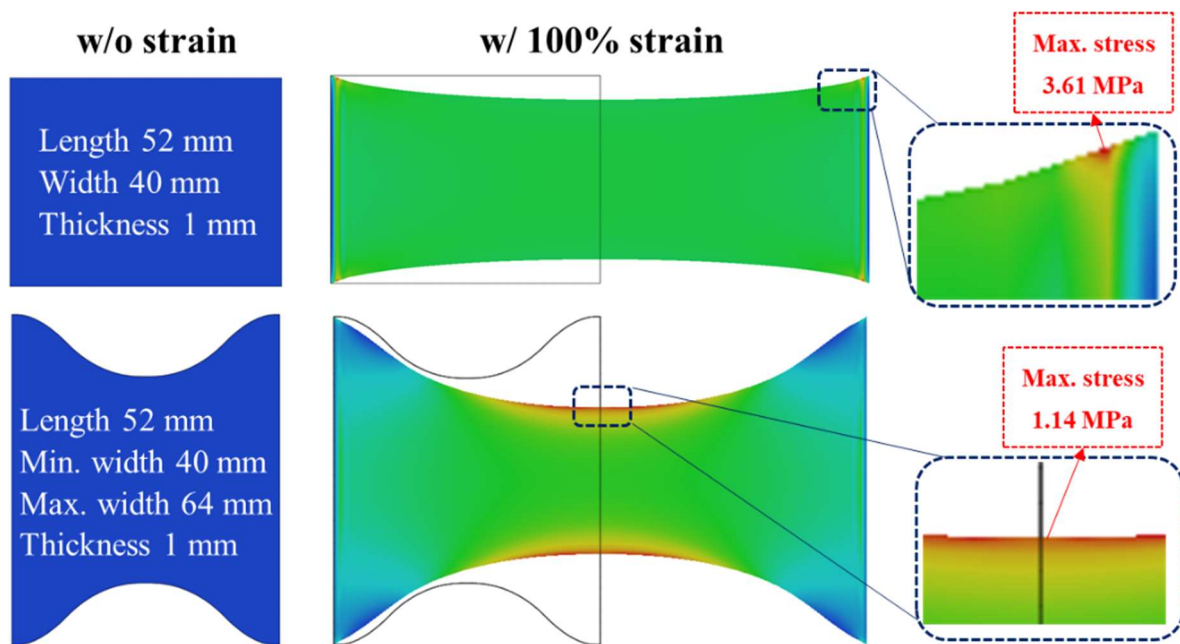 w/o strain
w/ 100% strain
Max. stress
3.61 MPa
Length 52 mm
Width 40 mm
Thickness 1 mm
Max. stress
1.14 MPa
Length 52 mm
Min. width 40 mm
Max. width 64 mm
Thickness 1 mm